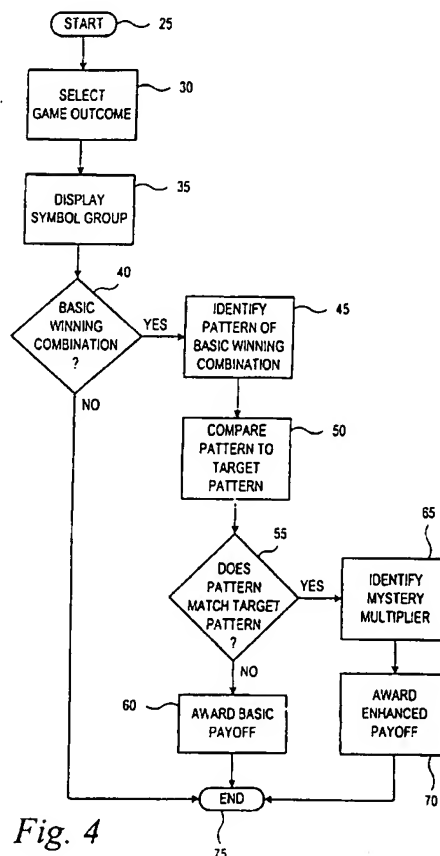 START
25
SELECT
GAME OUTCOME
30
DISPLAY
SYMBOL GROUP
35
BASIC
WINNING
COMBINATION
?
40
YES
NO
IDENTIFY
PATTERN OF
BASIC WINNING
COMBINATION
45
COMPARE
PATTERN TO
TARGET
PATTERN
50
DOES
PATTERN
MATCH TARGET
PATTERN
?
55
YES
NO
IDENTIFY
MYSTERY
MULTIPLIER
65
60
AWARD BASIC
PAYOFF
AWARD
ENHANCED
PAYOFF
70
END
75
Fig. 4